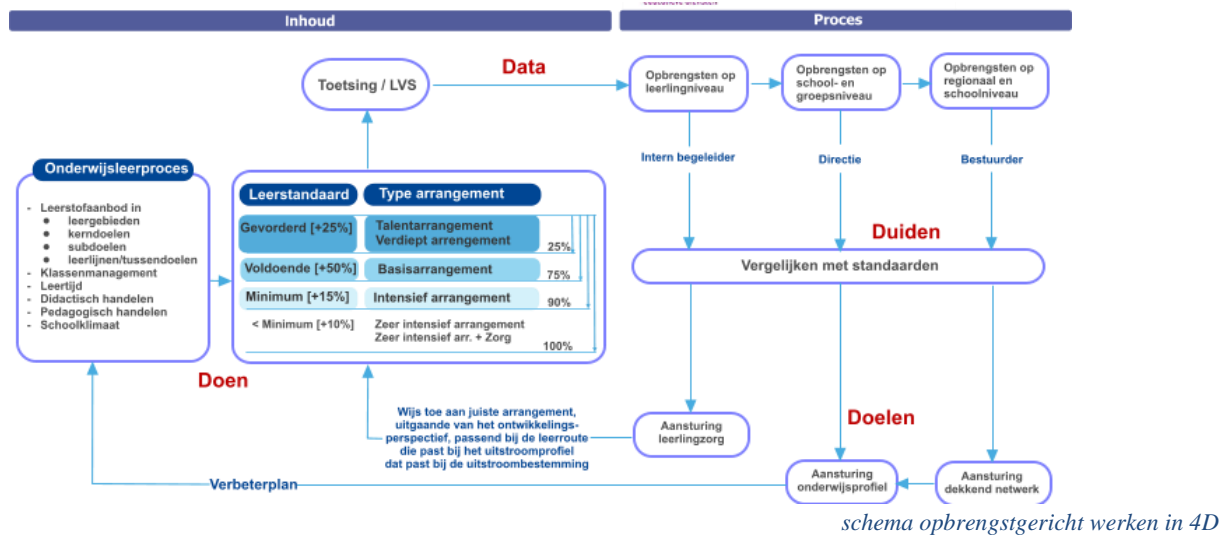 Inhoud
Proces
Toetsing / LVS
Data
Opbrengsten op
leerlingniveau
Opbrengsten op
school- en
groepsniveau
Opbrengsten op
regionaal en
schoolniveau
Intern begeleider
Directie
Bestuurder
Onderwijsleerproces
- Leerstofaanbod in
• leergebieden
• kerndoelen
• subdoelen
• leerlijnen/tussendoelen
- Klassenmanagement
- Leertijd
- Didactisch handelen
- Pedagogisch handelen
- Schoolklimaat
Leerstandaard
Type arrangement
Gevorderd [+25%]
Talentarrangement
Verdiept arrengement
25%
Voldoende [+50%]
Basisarrangement
75%
Minimum [+15%]
Intensief arrangement
90%
< Minimum [+10%]
Zeer intensief arrangement
Zeer intensief arr. + Zorg
100%
Duiden
Vergelijken met standaarden
Doen
Doelen
Wijs toe aan juiste arrangement,
uitgaande van het ontwikkelings-
perspectief, passend bij de leerroute
die past bij het uitstroomprofiel
dat past bij de uitstroombestemming
Aansturing
leerlingzorg
Aansturing
onderwijsprofiel
Aansturing
dekkend netwerk
Verbeterplan
schema opbrengstgericht werken in 4D